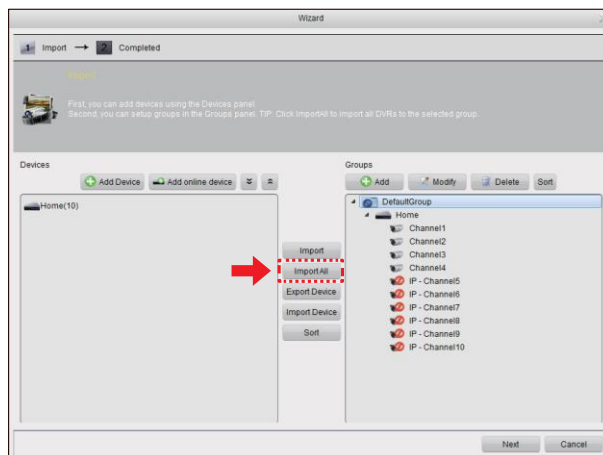 Wizard
1 Import → 2 Completed
Import
First, you can add devices using the Devices panel.
Second, you can setup groups in the Groups panel. TIP: Click ImportAll to import all DVRs to the selected group.
Devices
Add Device
Add online device
Home(10)
Import
Import All
Export Device
Import Device
Sort
Groups
Add
Modify
Delete
Sort
DefaultGroup
Home
Channel1
Channel2
Channel3
Channel4
IP - Channel5
IP - Channel6
IP - Channel7
IP - Channel8
IP - Channel9
IP - Channel10
Next
Cancel